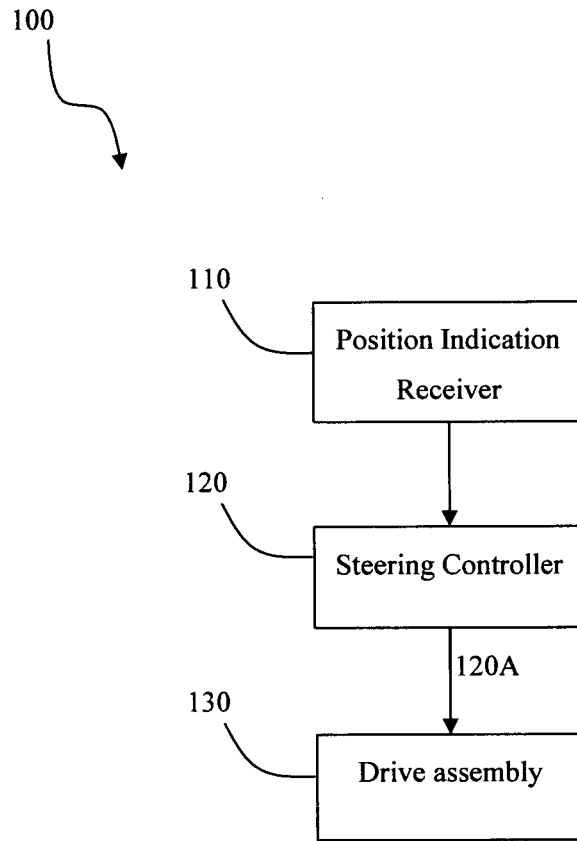 100
110
Position Indication
Receiver
120
Steering Controller
120A
130
Drive assembly